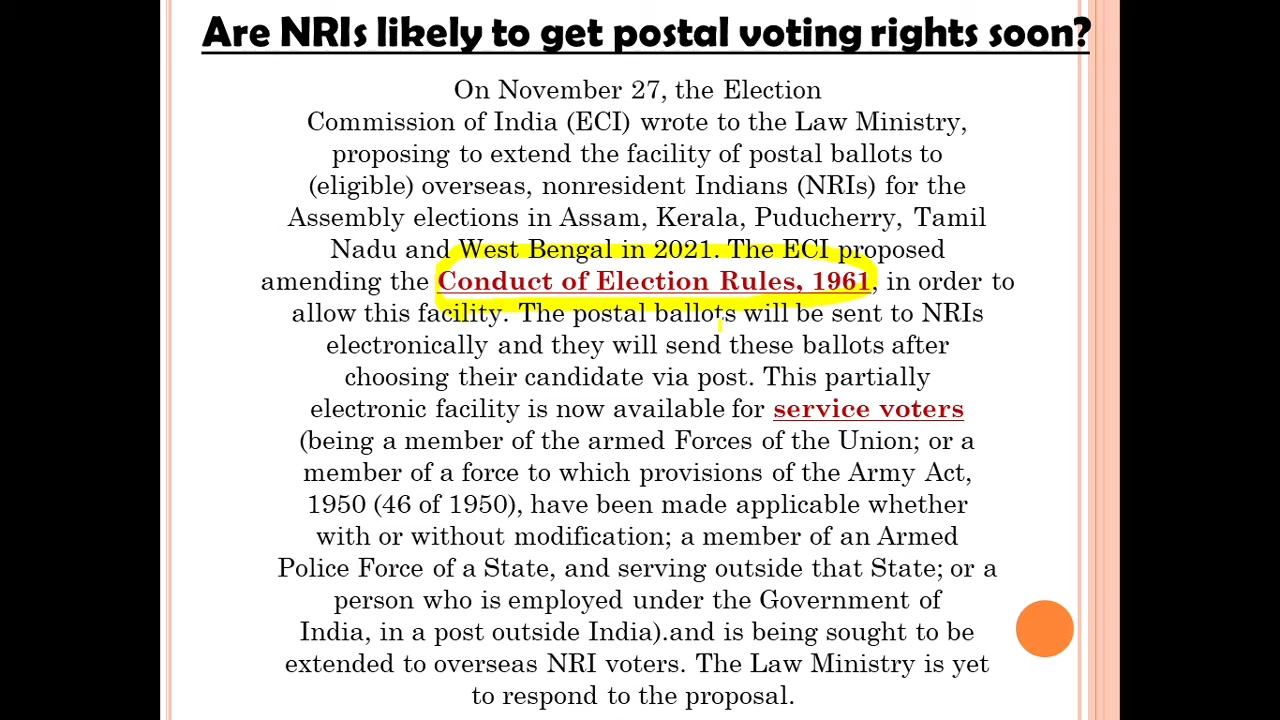 Are NRIs likely to get postal voting rights soon?
On November 27, the Election
Commission of India (ECI) wrote to the Law Ministry,
proposing to extend the facility of postal ballots to
(eligible) overseas, nonresident Indians (NRIs) for the
Assembly elections in Assam, Kerala, Puducherry, Tamil
Nadu and West Bengal in 2021. The ECI proposed
amending the Conduct of Election Rules, 1961, in order to
allow this facility. The postal ballots will be sent to NRIs
electronically and they will send these ballots after
choosing their candidate via post. This partially
electronic facility is now available for service voters
(being a member of the armed Forces of the Union; or a
member of a force to which provisions of the Army Act,
1950 (46 of 1950), have been made applicable whether
with or without modification; a member of an Armed
Police Force of a State, and serving outside that State; or a
person who is employed under the Government of
India, in a post outside India).and is being sought to be
extended to overseas NRI voters. The Law Ministry is yet
to respond to the proposal.